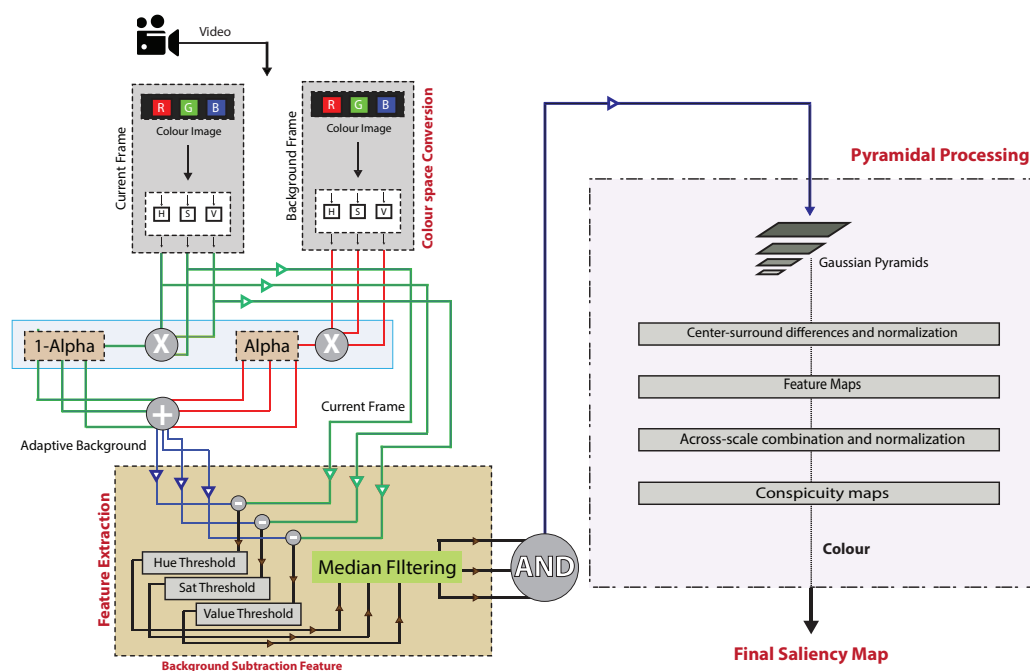 Video
R G B
Colour Image
H S V
Current Frame
R G B
Colour Image
H S V
Background Frame
Colour space Conversion
1-Alpha
X
Alpha
X
+
Adaptive Background
Current Frame
Feature Extraction
-
-
-
Hue Threshold
Sat Threshold
Value Threshold
Median FIltering
Background Subtraction Feature
AND
Pyramidal Processing
Gaussian Pyramids
Center-surround differences and normalization
Feature Maps
Across-scale combination and normalization
Conspicuity maps
Colour
Final Saliency Map